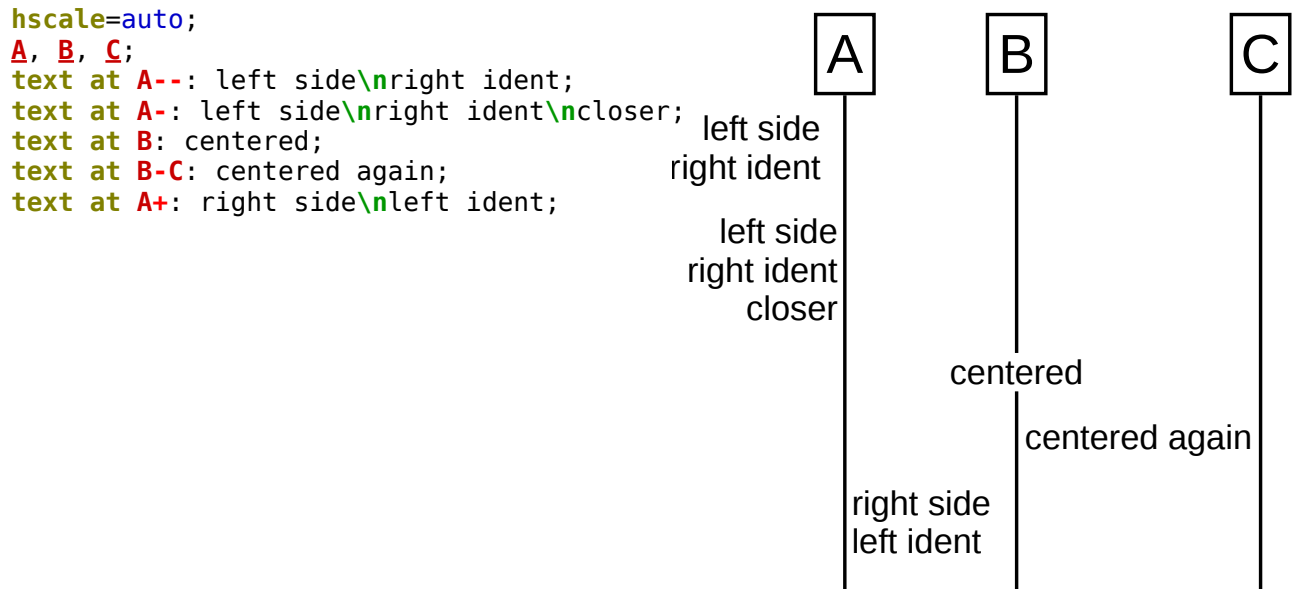 hscale=auto;
A, B, C;
text at A--: left side\nright ident;
text at A-: left side\nright ident\ncloser;
text at B: centered;
text at B-C: centered again;
text at A+: right side\nleft ident;
A
B
C
left side
right ident
left side
right ident
closer
centered
centered again
right side
left ident